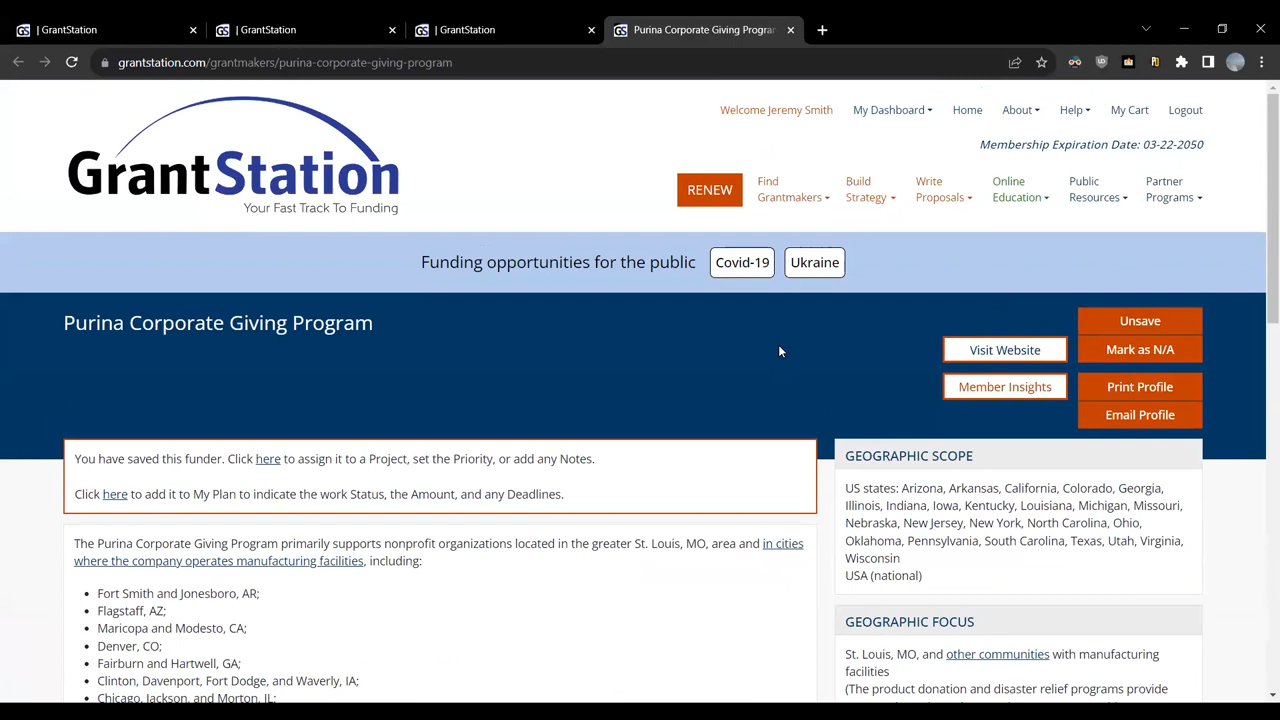 | GrantStation
| GrantStation
| GrantStation
Purina Corporate Giving Program
grantstation.com/grantmakers/purina-corporate-giving-program
GrantStation
Your Fast Track To Funding
Welcome Jeremy Smith
My Dashboard
Home
About
Help
My Cart
Logout
Membership Expiration Date: 03-22-2050
RENEW
Find Grantmakers
Build Strategy
Write Proposals
Online Education
Public Resources
Partner Programs
Funding opportunities for the public
Covid-19
Ukraine
Purina Corporate Giving Program
Unsave
Visit Website
Mark as N/A
Member Insights
Print Profile
Email Profile
You have saved this funder. Click here to assign it to a Project, set the Priority, or add any Notes.
Click here to add it to My Plan to indicate the work Status, the Amount, and any Deadlines.
The Purina Corporate Giving Program primarily supports nonprofit organizations located in the greater St. Louis, MO, area and in cities
where the company operates manufacturing facilities, including:
• Fort Smith and Jonesboro, AR;
• Flagstaff, AZ;
• Maricopa and Modesto, CA;
• Denver, CO;
• Fairburn and Hartwell, GA;
• Clinton, Davenport, Fort Dodge, and Waverly, IA;
• Chicago, Jackson, and Morton, IL;
GEOGRAPHIC SCOPE
US states: Arizona, Arkansas, California, Colorado, Georgia,
Illinois, Indiana, Iowa, Kentucky, Louisiana, Michigan, Missouri,
Nebraska, New Jersey, New York, North Carolina, Ohio,
Oklahoma, Pennsylvania, South Carolina, Texas, Utah, Virginia,
Wisconsin
USA (national)
GEOGRAPHIC FOCUS
St. Louis, MO, and other communities with manufacturing
facilities
(The product donation and disaster relief programs provide